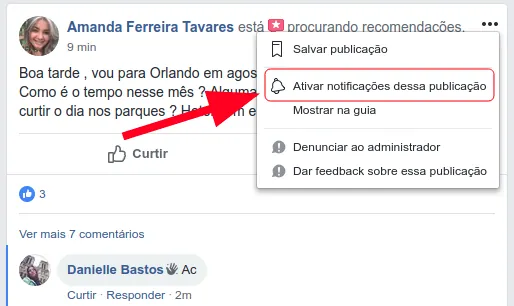 Amanda Ferreira Tavares está procurando recomendações.
9 min
Salvar publicação
Boa tarde , vou para Orlando em agos
Ativar notificações dessa publicação
Como é o tempo nesse mês ? Alguma
Mostrar na guia
curtir o dia nos parques ?
Curtir
Denunciar ao administrador
Dar feedback sobre essa publicação
3
Ver mais 7 comentários
Danielle Bastos Ac
Curtir · Responder · 2m